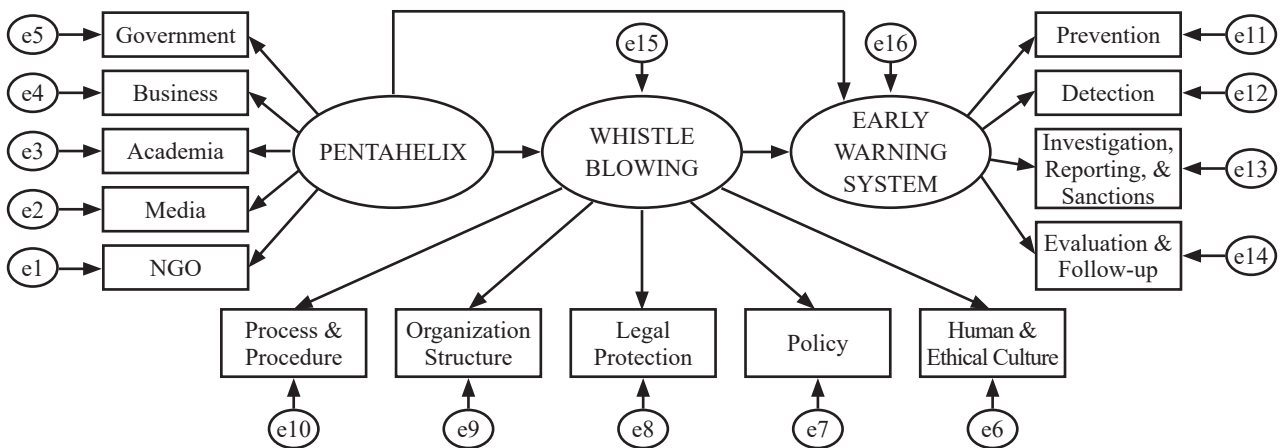 e5
Government
e4
Business
e3
Academia
e2
Media
e1
NGO
PENTAHELIX
e15
WHISTLE
BLOWING
e16
EARLY
WARNING
SYSTEM
Prevention
e11
Detection
e12
Investigation,
Reporting, &
Sanctions
e13
Evaluation &
Follow-up
e14
Process &
Procedure
Organization
Structure
Legal
Protection
Policy
Human &
Ethical Culture
e10
e9
e8
e7
e6